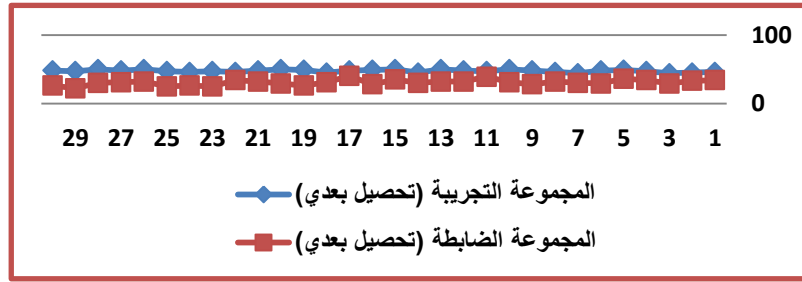 100
0
29 27 25 23 21 19 17 15 13 11 9 7 5 3 1
المجموعة التجريبة (تحصيل بعدي)
المجموعة الضابطة (تحصيل بعدي)